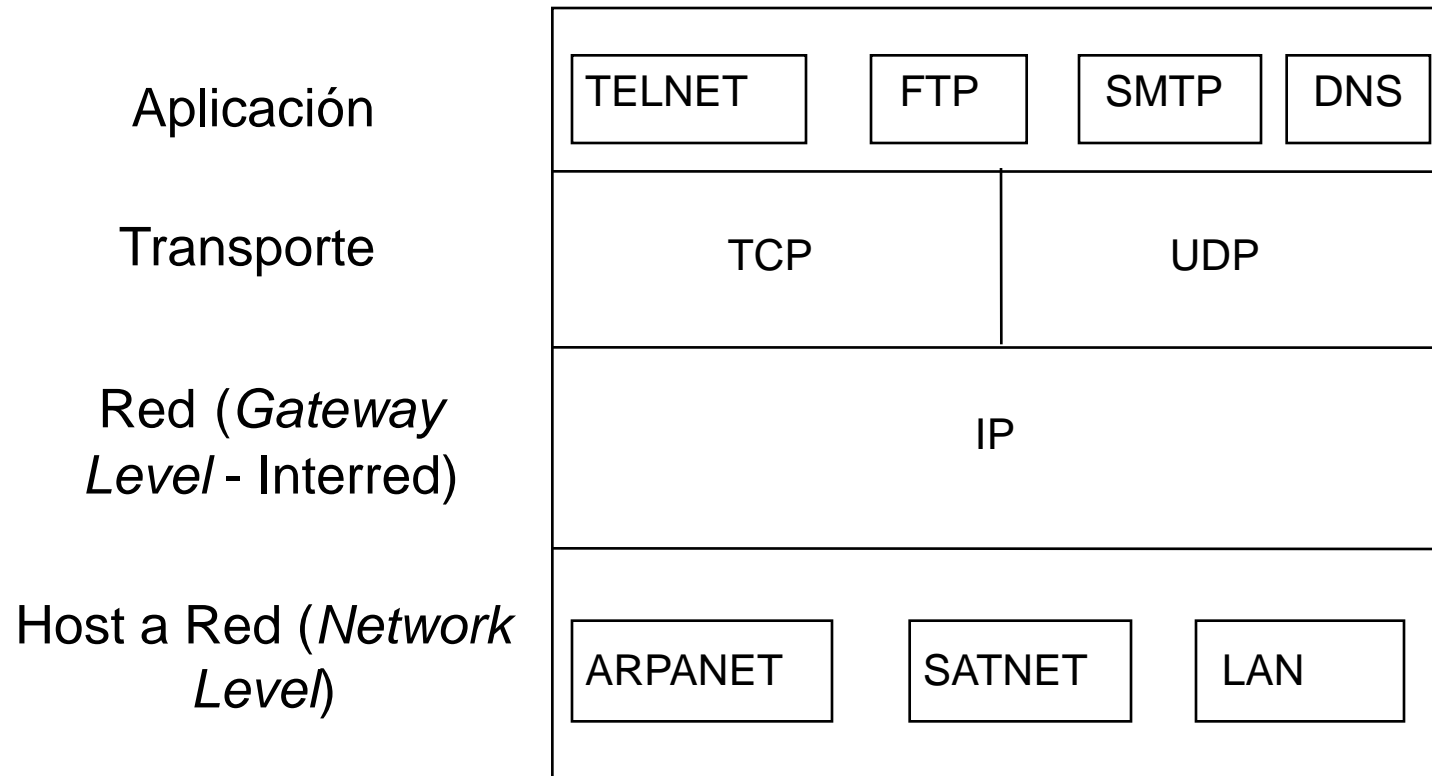 Aplicación
TELNET FTP SMTP DNS
Transporte
TCP UDP
Red (Gateway
Level - Interred)
IP
Host a Red (Network
Level)
ARPANET SATNET LAN